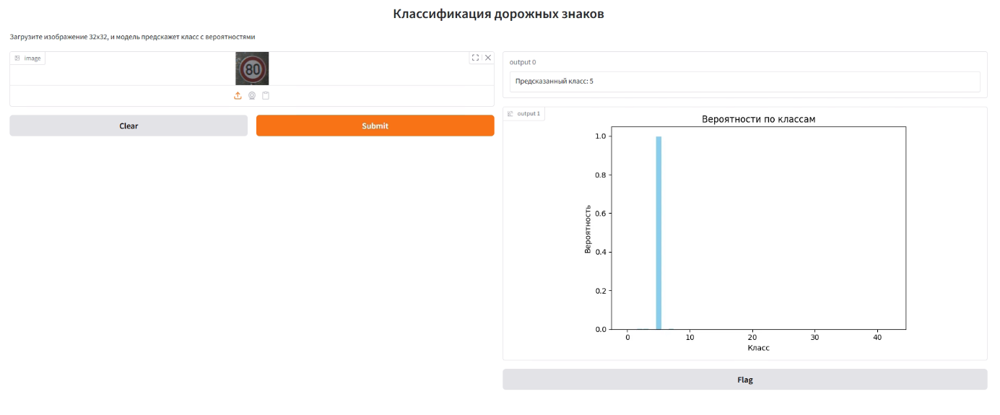 Классификация дорожных знаков
Загрузите изображение 32x32, и модель предскажет класс с вероятностями
image
80
Clear
Submit
output 0
Предсказанный класс: 5
output 1
Вероятности по классам
1.0
0.8
0.6
0.4
0.2
0.0
Вероятность
0 10 20 30 40
Класс
Flag